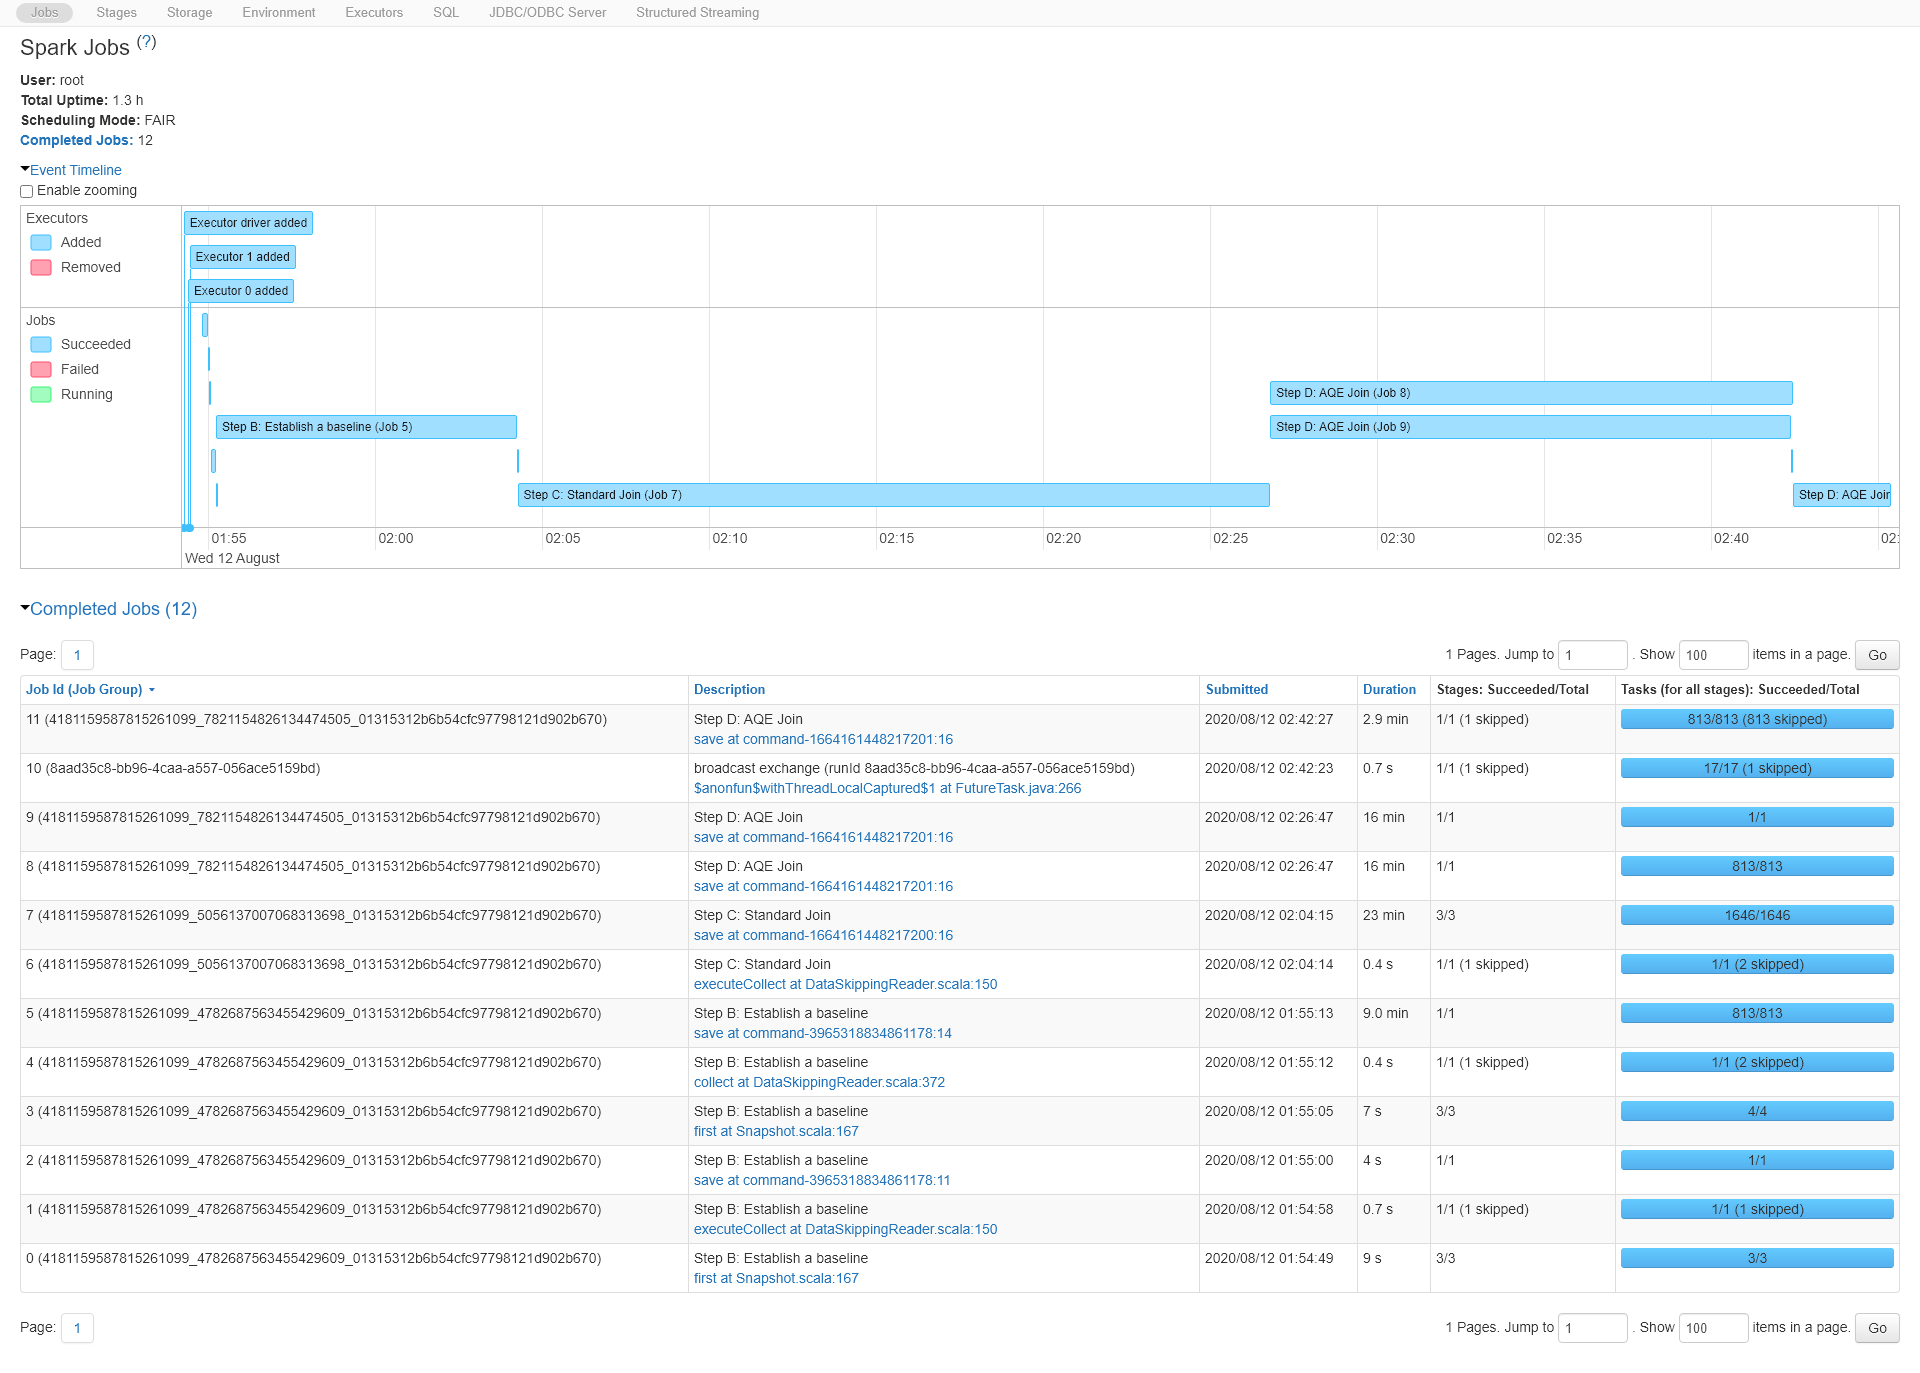 Jobs Stages Storage Environment Executors SQL JDBC/ODBC Server Structured Streaming
Spark Jobs (?)
User: root
Total Uptime: 1.3 h
Scheduling Mode: FAIR
Completed Jobs: 12
Event Timeline
Enable zooming
Executors
Added
Removed
Executor driver added
Executor 1 added
Executor 0 added
Jobs
Succeeded
Failed
Running
Step D: AQE Join (Job 8)
Step B: Establish a baseline (Job 5)
Step D: AQE Join (Job 9)
Step C: Standard Join (Job 7)
Step D: AQE Join
01:55 02:00 02:05 02:10 02:15 02:20 02:25 02:30 02:35 02:40 02:
Wed 12 August
Completed Jobs (12)
Page: 1 1 Pages. Jump to 1 . Show 100 items in a page. Go
Job Id (Job Group) Description Submitted Duration Stages: Succeeded/Total Tasks (for all stages): Succeeded/Total
11 (4181159587815261099_7821154826134474505_01315312b6b54cfc97798121d902b670) Step D: AQE Join 2020/08/12 02:42:27 2.9 min 1/1 (1 skipped) 813/813 (813 skipped)
save at command-1664161448217201:16
10 (8aad35c8-bb96-4caa-a557-056ace5159bd) broadcast exchange (runId 8aad35c8-bb96-4caa-a557-056ace5159bd) 2020/08/12 02:42:23 0.7 s 1/1 (1 skipped) 17/17 (1 skipped)
$anonfun$withThreadLocalCaptured$1 at FutureTask.java:266
9 (4181159587815261099_7821154826134474505_01315312b6b54cfc97798121d902b670) Step D: AQE Join 2020/08/12 02:26:47 16 min 1/1 1/1
save at command-1664161448217201:16
8 (4181159587815261099_7821154826134474505_01315312b6b54cfc97798121d902b670) Step D: AQE Join 2020/08/12 02:26:47 16 min 1/1 813/813
save at command-1664161448217201:16
7 (4181159587815261099_5056137007068313698_01315312b6b54cfc97798121d902b670) Step C: Standard Join 2020/08/12 02:04:15 23 min 3/3 1646/1646
save at command-1664161448217200:16
6 (4181159587815261099_5056137007068313698_01315312b6b54cfc97798121d902b670) Step C: Standard Join 2020/08/12 02:04:14 0.4 s 1/1 (1 skipped) 1/1 (2 skipped)
executeCollect at DataSkippingReader.scala:150
5 (4181159587815261099_4782687563455429609_01315312b6b54cfc97798121d902b670) Step B: Establish a baseline 2020/08/12 01:55:13 9.0 min 1/1 813/813
save at command-3965318834861178:14
4 (4181159587815261099_4782687563455429609_01315312b6b54cfc97798121d902b670) Step B: Establish a baseline 2020/08/12 01:55:12 0.4 s 1/1 (1 skipped) 1/1 (2 skipped)
collect at DataSkippingReader.scala:372
3 (4181159587815261099_4782687563455429609_01315312b6b54cfc97798121d902b670) Step B: Establish a baseline 2020/08/12 01:55:05 7 s 3/3 4/4
first at Snapshot.scala:167
2 (4181159587815261099_4782687563455429609_01315312b6b54cfc97798121d902b670) Step B: Establish a baseline 2020/08/12 01:55:00 4 s 1/1 1/1
save at command-3965318834861178:11
1 (4181159587815261099_4782687563455429609_01315312b6b54cfc97798121d902b670) Step B: Establish a baseline 2020/08/12 01:54:58 0.7 s 1/1 (1 skipped) 1/1 (1 skipped)
executeCollect at DataSkippingReader.scala:150
0 (4181159587815261099_4782687563455429609_01315312b6b54cfc97798121d902b670) Step B: Establish a baseline 2020/08/12 01:54:49 9 s 3/3 3/3
first at Snapshot.scala:167
Page: 1 1 Pages. Jump to 1 . Show 100 items in a page. Go